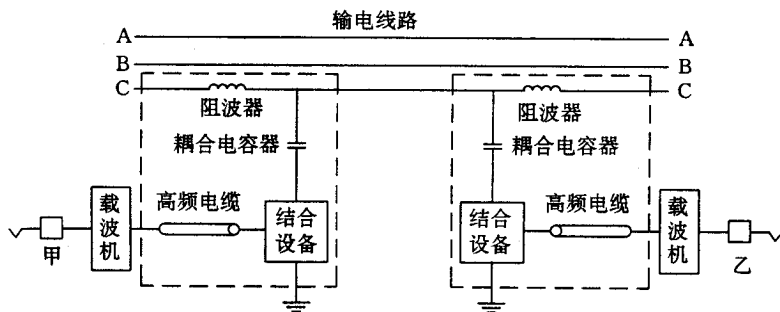 输电线路
A A
B B
C C
阻波器 阻波器
耦合电容器 耦合电容器
载波机 高频电缆 结合设备 结合设备 高频电缆 载波机
甲 乙